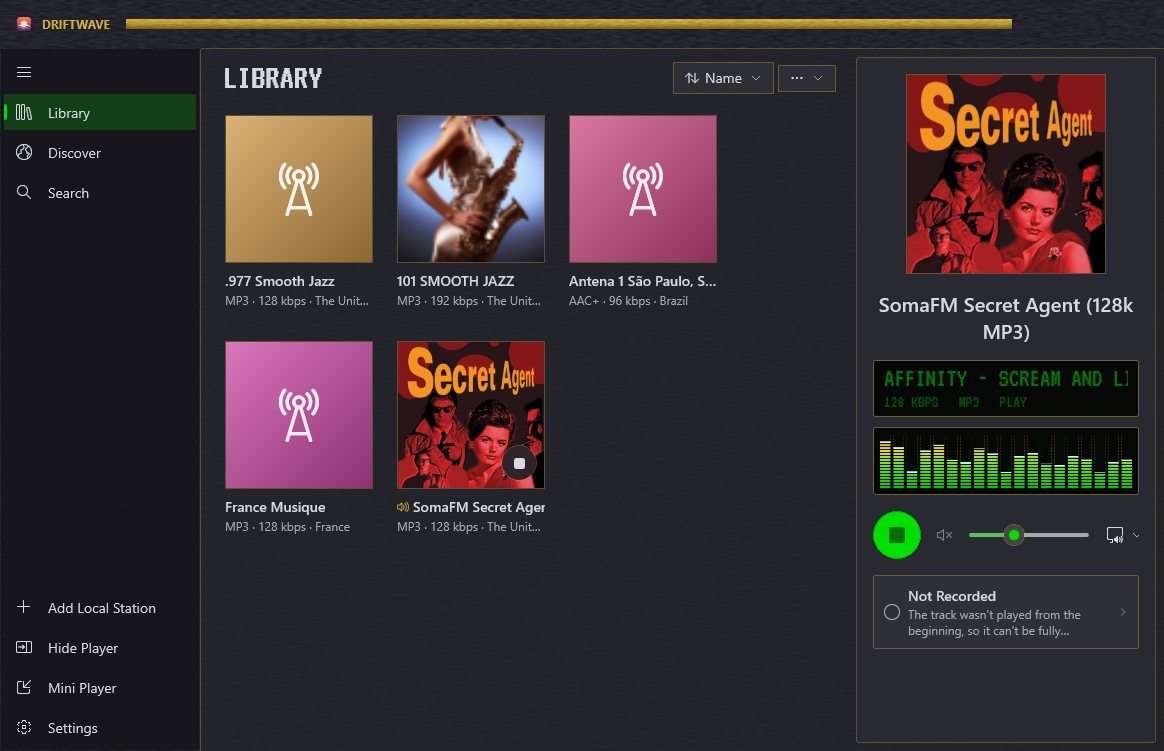 DRIFTWAVE
Library
Discover
Search
Add Local Station
Hide Player
Mini Player
Settings
LIBRARY
Name
.977 Smooth Jazz
MP3 · 128 kbps · The Unit...
101 SMOOTH JAZZ
MP3 · 192 kbps · The Unit...
Antena 1 São Paulo, S...
AAC+ · 96 kbps · Brazil
France Musique
MP3 · 128 kbps · France
Secret Agent
SomaFM Secret Agen
MP3 · 128 kbps · The Unit...
Secret Agent
SomaFM Secret Agent (128k
MP3)
AFFINITY - SCREAM AND LI
128 KBPS MP3 PLAY
Not Recorded
The track wasn't played from the
beginning, so it can't be fully...